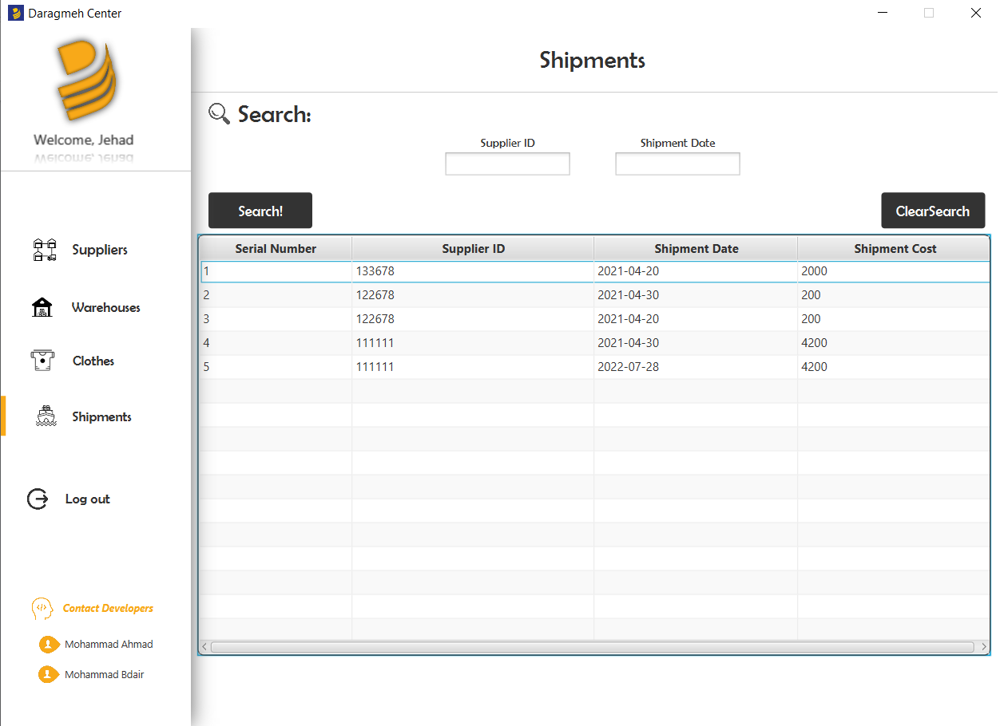 Daragmeh Center
Welcome, Jehad
Suppliers
Warehouses
Clothes
Shipments
Log out
Contact Developers
Mohammad Ahmad
Mohammad Bdair
Shipments
Search:
Supplier ID Shipment Date
Search! ClearSearch
Serial Number Supplier ID Shipment Date Shipment Cost
1 133678 2021-04-20 2000
2 122678 2021-04-30 200
3 122678 2021-04-20 200
4 111111 2021-04-30 4200
5 111111 2022-07-28 4200